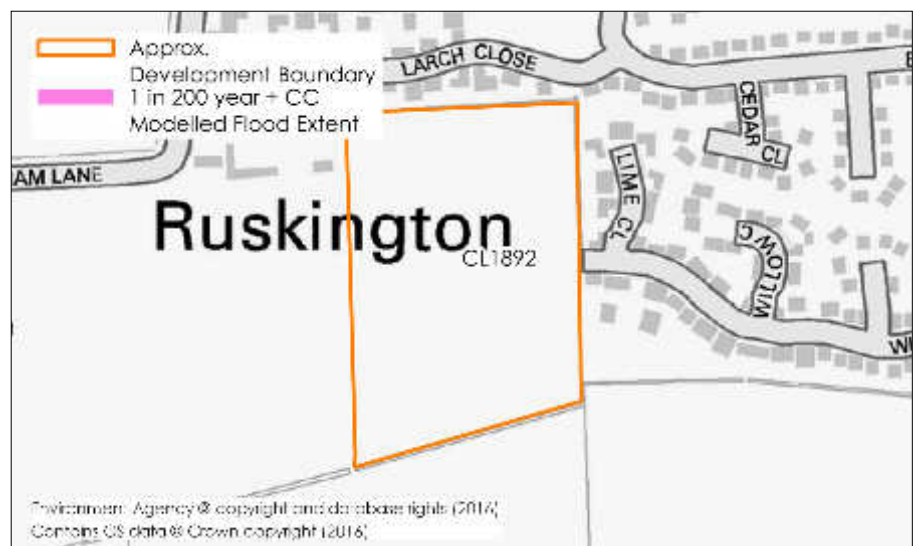 Approx.
Development Boundary
1 in 200 year + CC
Modelled Flood Extent
LARCH CLOSE
CEDAR CL
AM LANE
LIME CL
Ruskington
CL1892
WILLOW C
WI
Environment Agency © copyright and database rights (2016)
Contains OS data © Crown copyright (2016)